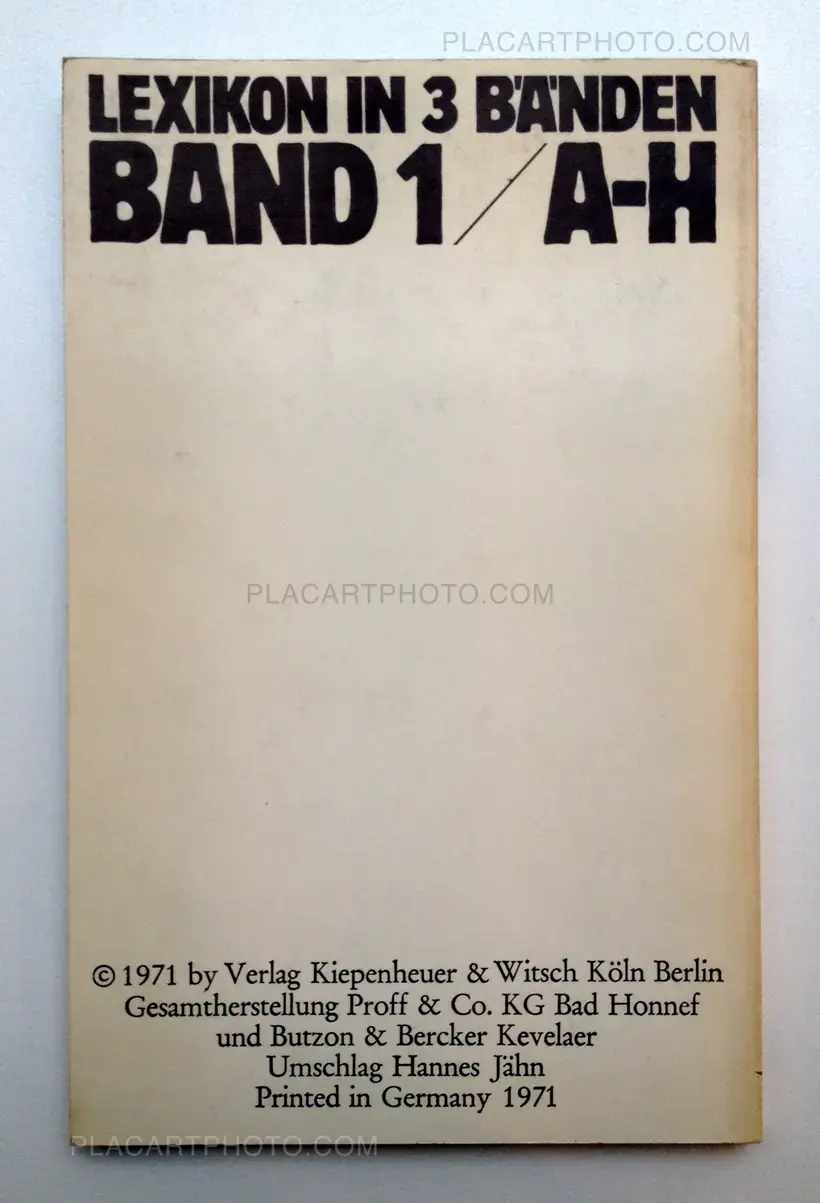 PLACARTPHOTO.COM
LEXIKON IN 3 BÄNDEN
BAND 1 / A-H
PLACARTPHOTO.COM
© 1971 by Verlag Kiepenheuer & Witsch Köln Berlin
Gesamtherstellung Proff & Co. KG Bad Honnef
und Butzon & Bercker Kevelaer
Umschlag Hannes Jähn
Printed in Germany 1971
PLACARTPHOTO.COM